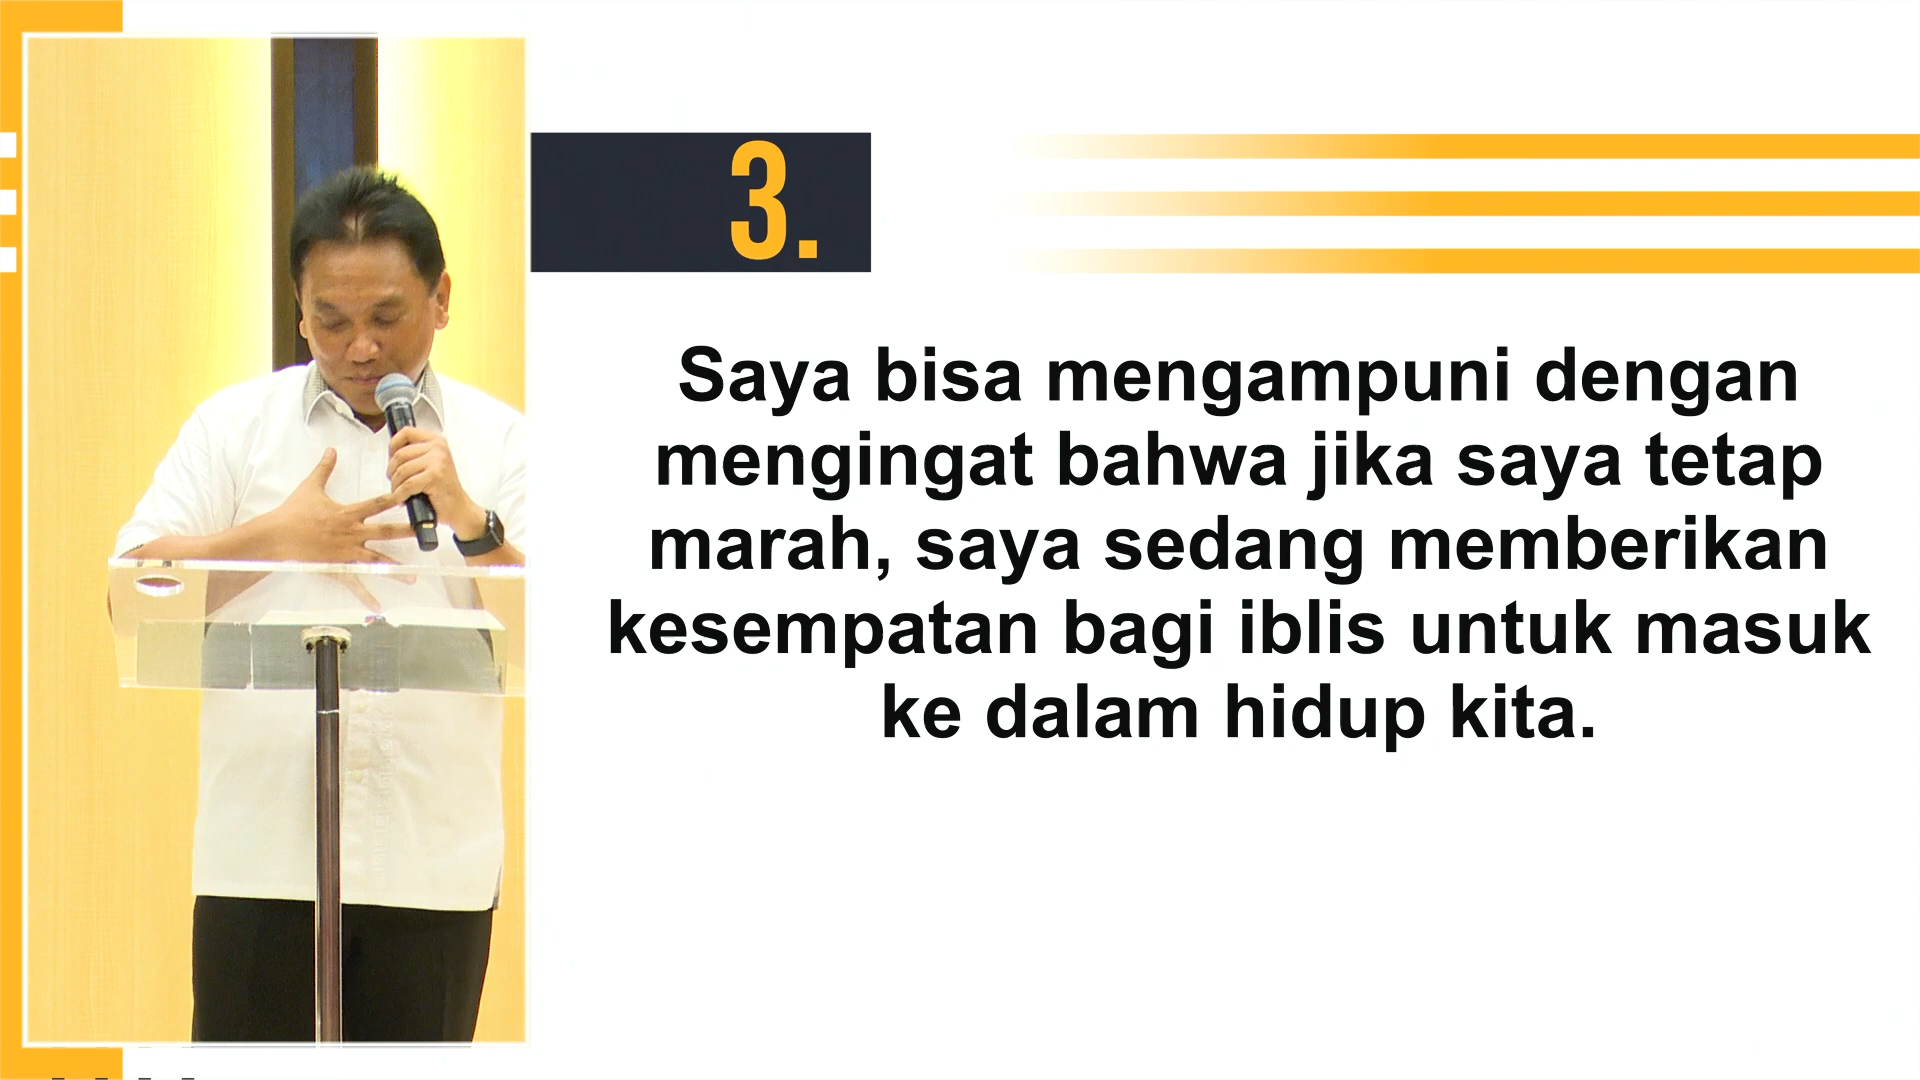 3.
Saya bisa mengampuni dengan
mengingat bahwa jika saya tetap
marah, saya sedang memberikan
kesempatan bagi iblis untuk masuk
ke dalam hidup kita.